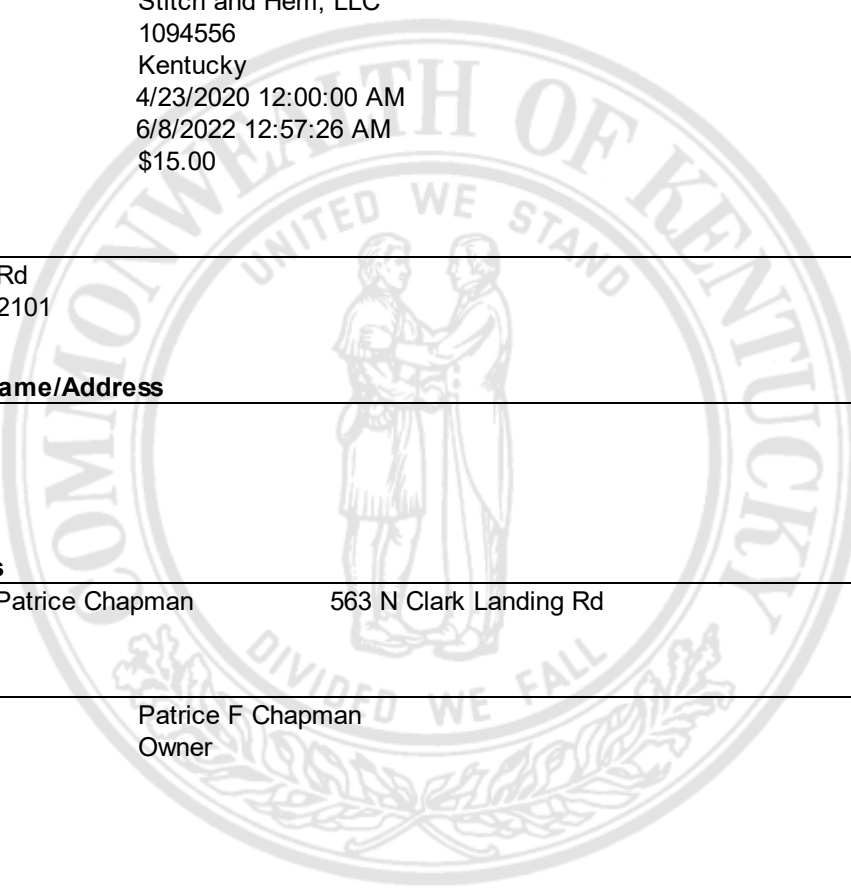 Stitch and Hem, LLC
1094556
Kentucky
4/23/2020 12:00:00 AM
6/8/2022 12:57:26 AM
$15.00
Rd
2101
ame/Address
s
Patrice Chapman 563 N Clark Landing Rd
Patrice F Chapman
Owner
COMMONWEALTH OF KENTUCKY
UNITED WE STAND
DIVIDED WE FALL